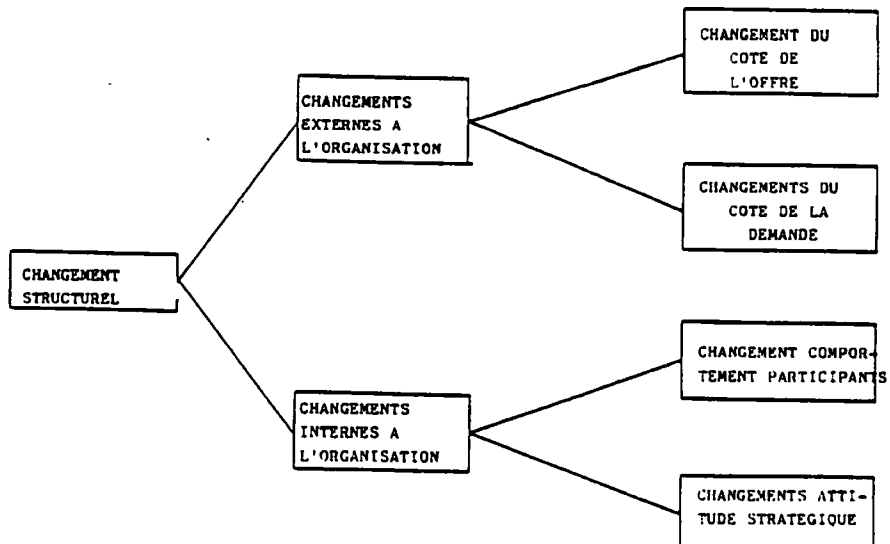 CHANGEMENT DU
COTE DE
L'OFFRE
CHANGEMENTS
EXTERNES A
L'ORGANISATION
CHANGEMENTS DU
COTE DE LA
DEMANDE
CHANGEMENT
STRUCTUREL
CHANGEMENT COMPOR-
TEMENT PARTICIPANTS
CHANGEMENTS
INTERNES A
L'ORGANISATION
CHANGEMENTS ATTI-
TUDE STRATEGIQUE